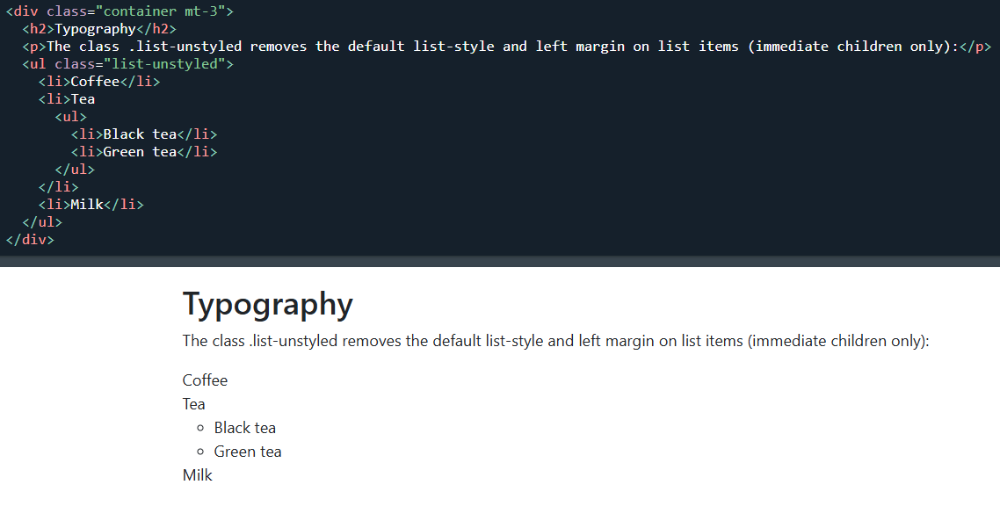 <div class="container mt-3">
  <h2>Typography</h2>
  <p>The class .list-unstyled removes the default list-style and left margin on list items (immediate children only):</p>
  <ul class="list-unstyled">
    <li>Coffee</li>
    <li>Tea
      <ul>
        <li>Black tea</li>
        <li>Green tea</li>
      </ul>
    </li>
    <li>Milk</li>
  </ul>
</div>
Typography
The class .list-unstyled removes the default list-style and left margin on list items (immediate children only):
Coffee
Tea
Black tea
Green tea
Milk